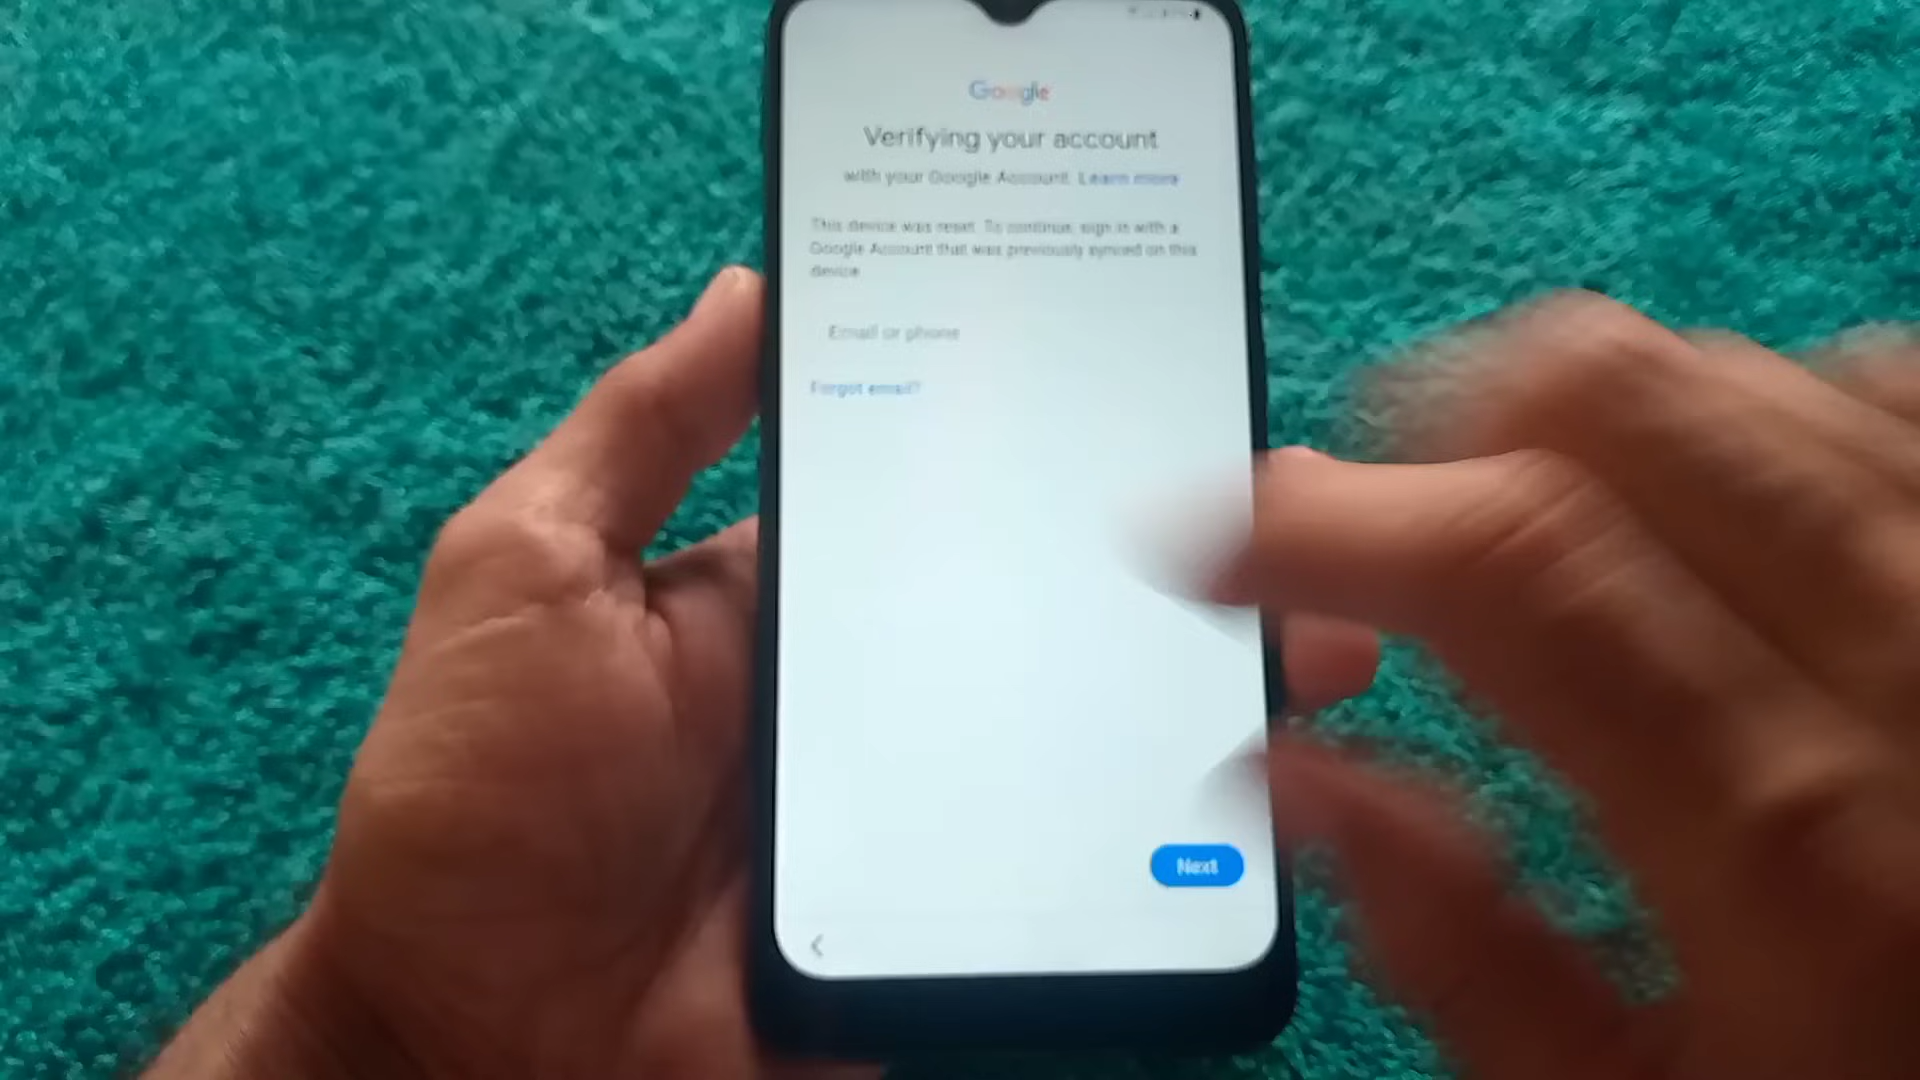 Google
Verifying your account
with your Google Account. Learn more
This device was reset. To continue, sign in with a
Google Account that was previously synced on this
device.
Email or phone
Forgot email?
Next